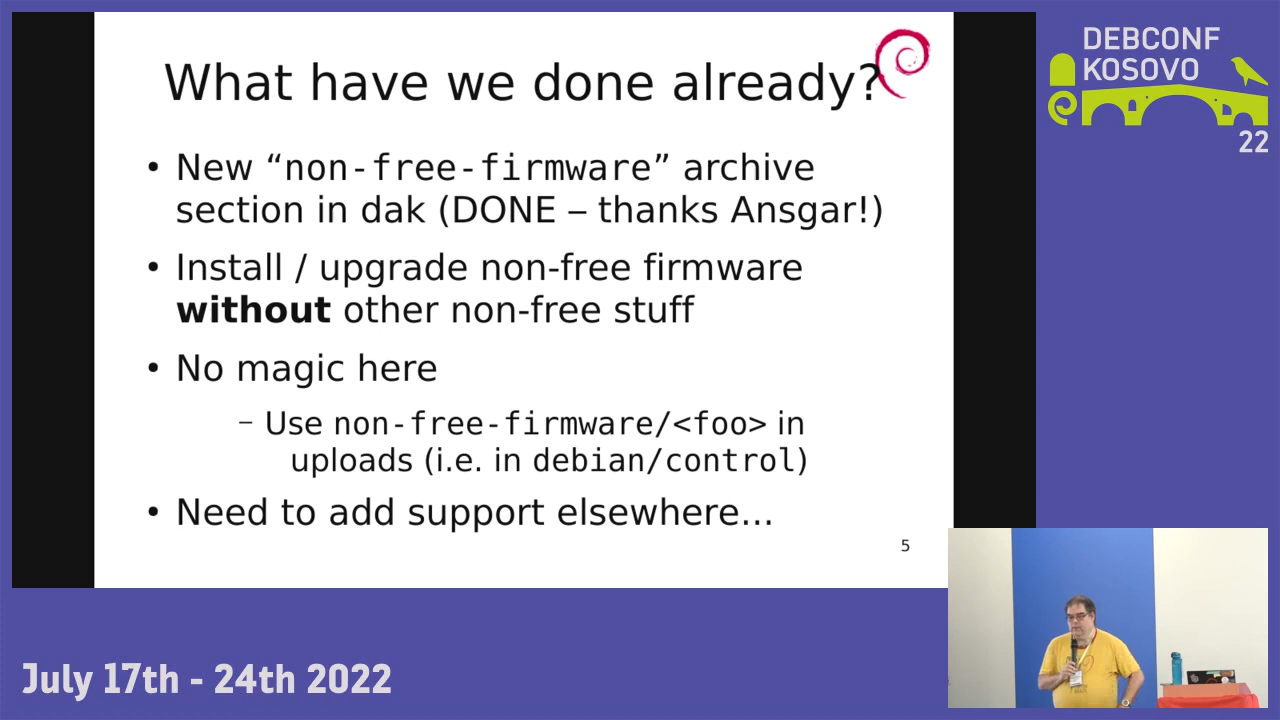 What have we done already?
• New “non-free-firmware” archive
section in dak (DONE – thanks Ansgar!)
• Install / upgrade non-free firmware
without other non-free stuff
• No magic here
– Use non-free-firmware/<foo> in
uploads (i.e. in debian/control)
• Need to add support elsewhere...
5
DEBCONF
KOSOVO
22
July 17th - 24th 2022